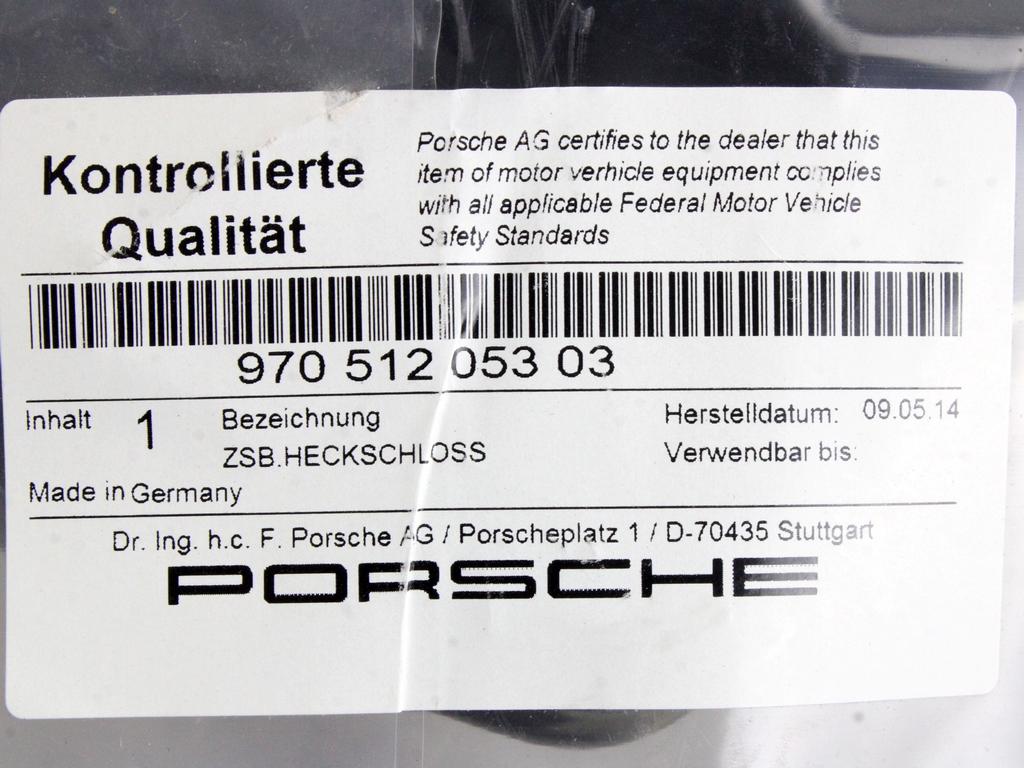 Kontrollierte
Qualität
Porsche AG certifies to the dealer that this
item of motor verhicle equipment complies
with all applicable Federal Motor Vehicle
Safety Standards
970 512 053 03
Inhalt 1 Bezeichnung Herstelldatum: 09.05.14
ZSB.HECKSCHLOSS Verwendbar bis:
Made in Germany
Dr. Ing. h.c. F. Porsche AG / Porscheplatz 1 / D-70435 Stuttgart
PORSCHE